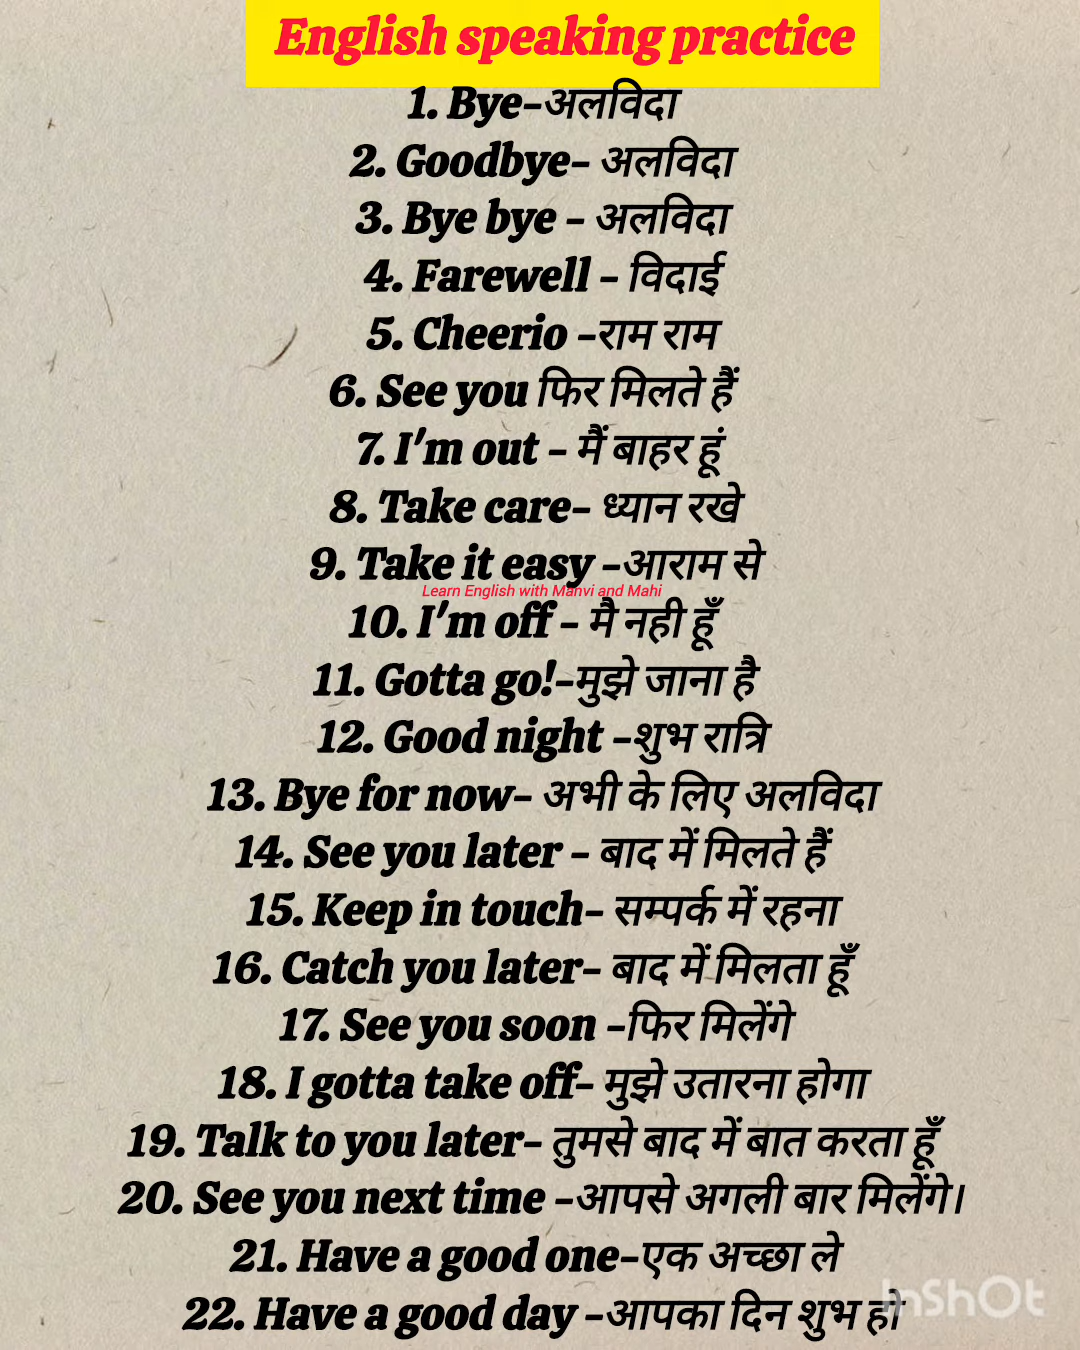 English speaking practice
1. Bye-अलविदा
2. Goodbye- अलविदा
3. Bye bye - अलविदा
4. Farewell - विदाई
5. Cheerio -राम राम
6. See you फिर मिलते हैं
7. I'm out - मैं बाहर हूं
8. Take care- ध्यान रखे
9. Take it easy -आराम से
Learn English with Manvi and Mahi
10. I'm off - मै नही हूँ
11. Gotta go!-मुझे जाना है
12. Good night -शुभ रात्रि
13. Bye for now- अभी के लिए अलविदा
14. See you later - बाद में मिलते हैं
15. Keep in touch- सम्पर्क में रहना
16. Catch you later- बाद में मिलता हूँ
17. See you soon -फिर मिलेंगे
18. I gotta take off- मुझे उतारना होगा
19. Talk to you later- तुमसे बाद में बात करता हूँ
20. See you next time -आपसे अगली बार मिलेंगे।
21. Have a good one-एक अच्छा ले
22. Have a good day -आपका दिन शुभ हो
InShOt